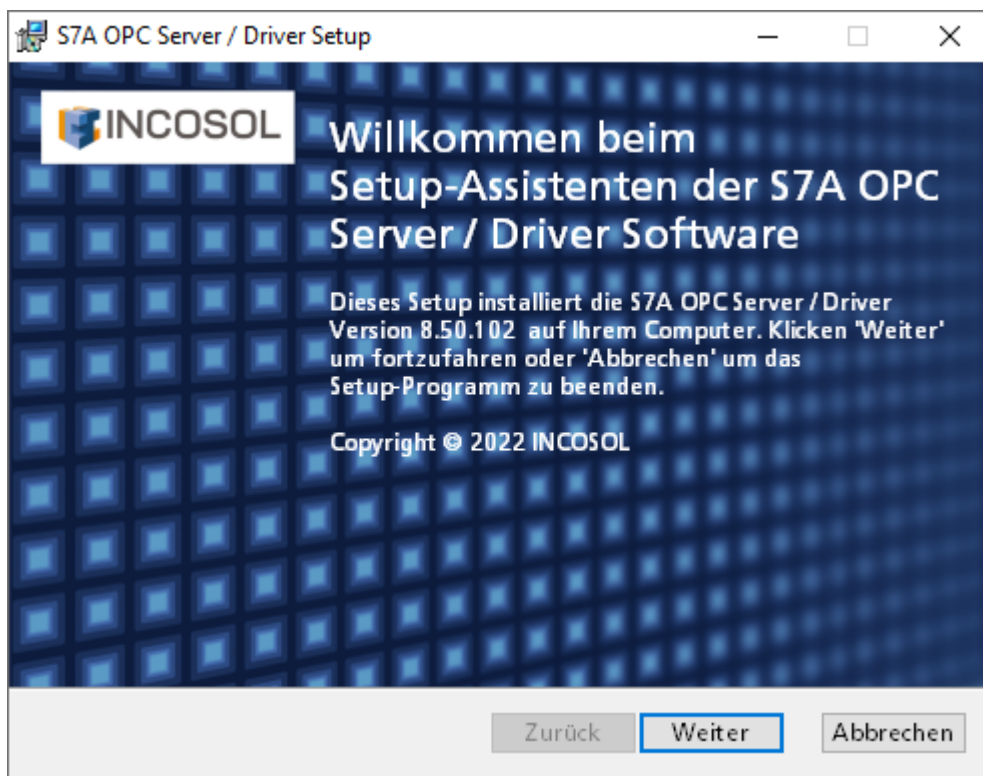 S7A OPC Server / Driver Setup
INCOSOL
Willkommen beim
Setup-Assistenten der S7A OPC
Server / Driver Software
Dieses Setup installiert die S7A OPC Server / Driver
Version 8.50.102 auf Ihrem Computer. Klicken 'Weiter'
um fortzufahren oder 'Abbrechen' um das
Setup-Programm zu beenden.
Copyright © 2022 INCOSOL
Zurück Weiter Abbrechen